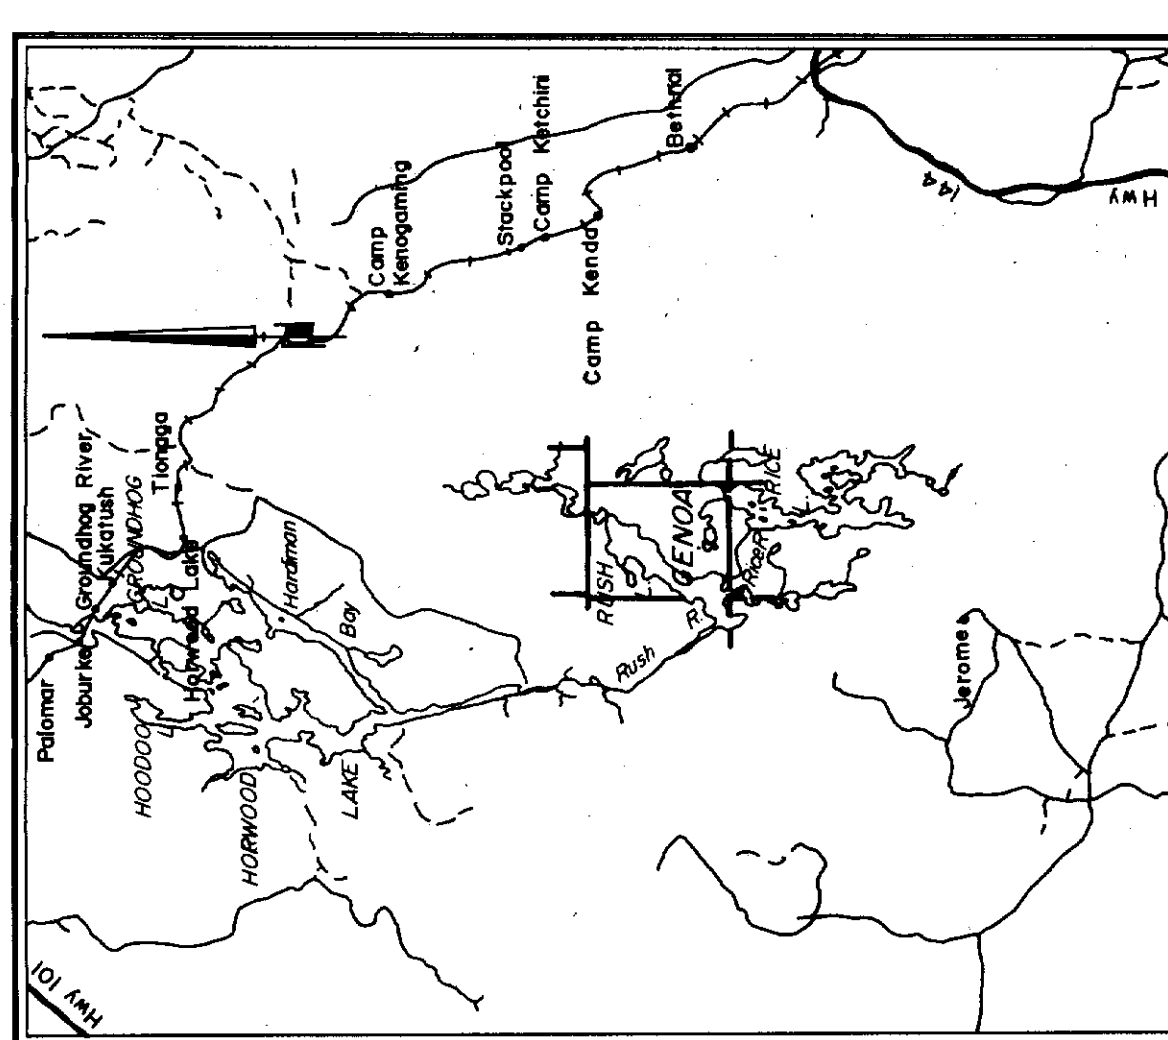 Palomar
Joburke
Groundhog River
Kukatush
GROUNDHOG
L
Tionaga
Horwood Lake
HOODOO
L
HORWOOD
LAKE
Hardiman
Bay
Camp
Kenogaming
Stackpool
Camp Ketchini
Camp Kenda
Bethnal
144
Hwy
RUSH
L.
GENOA
RICE
L.
Rice R.
Rush
R.
Jerome
Hwy 101